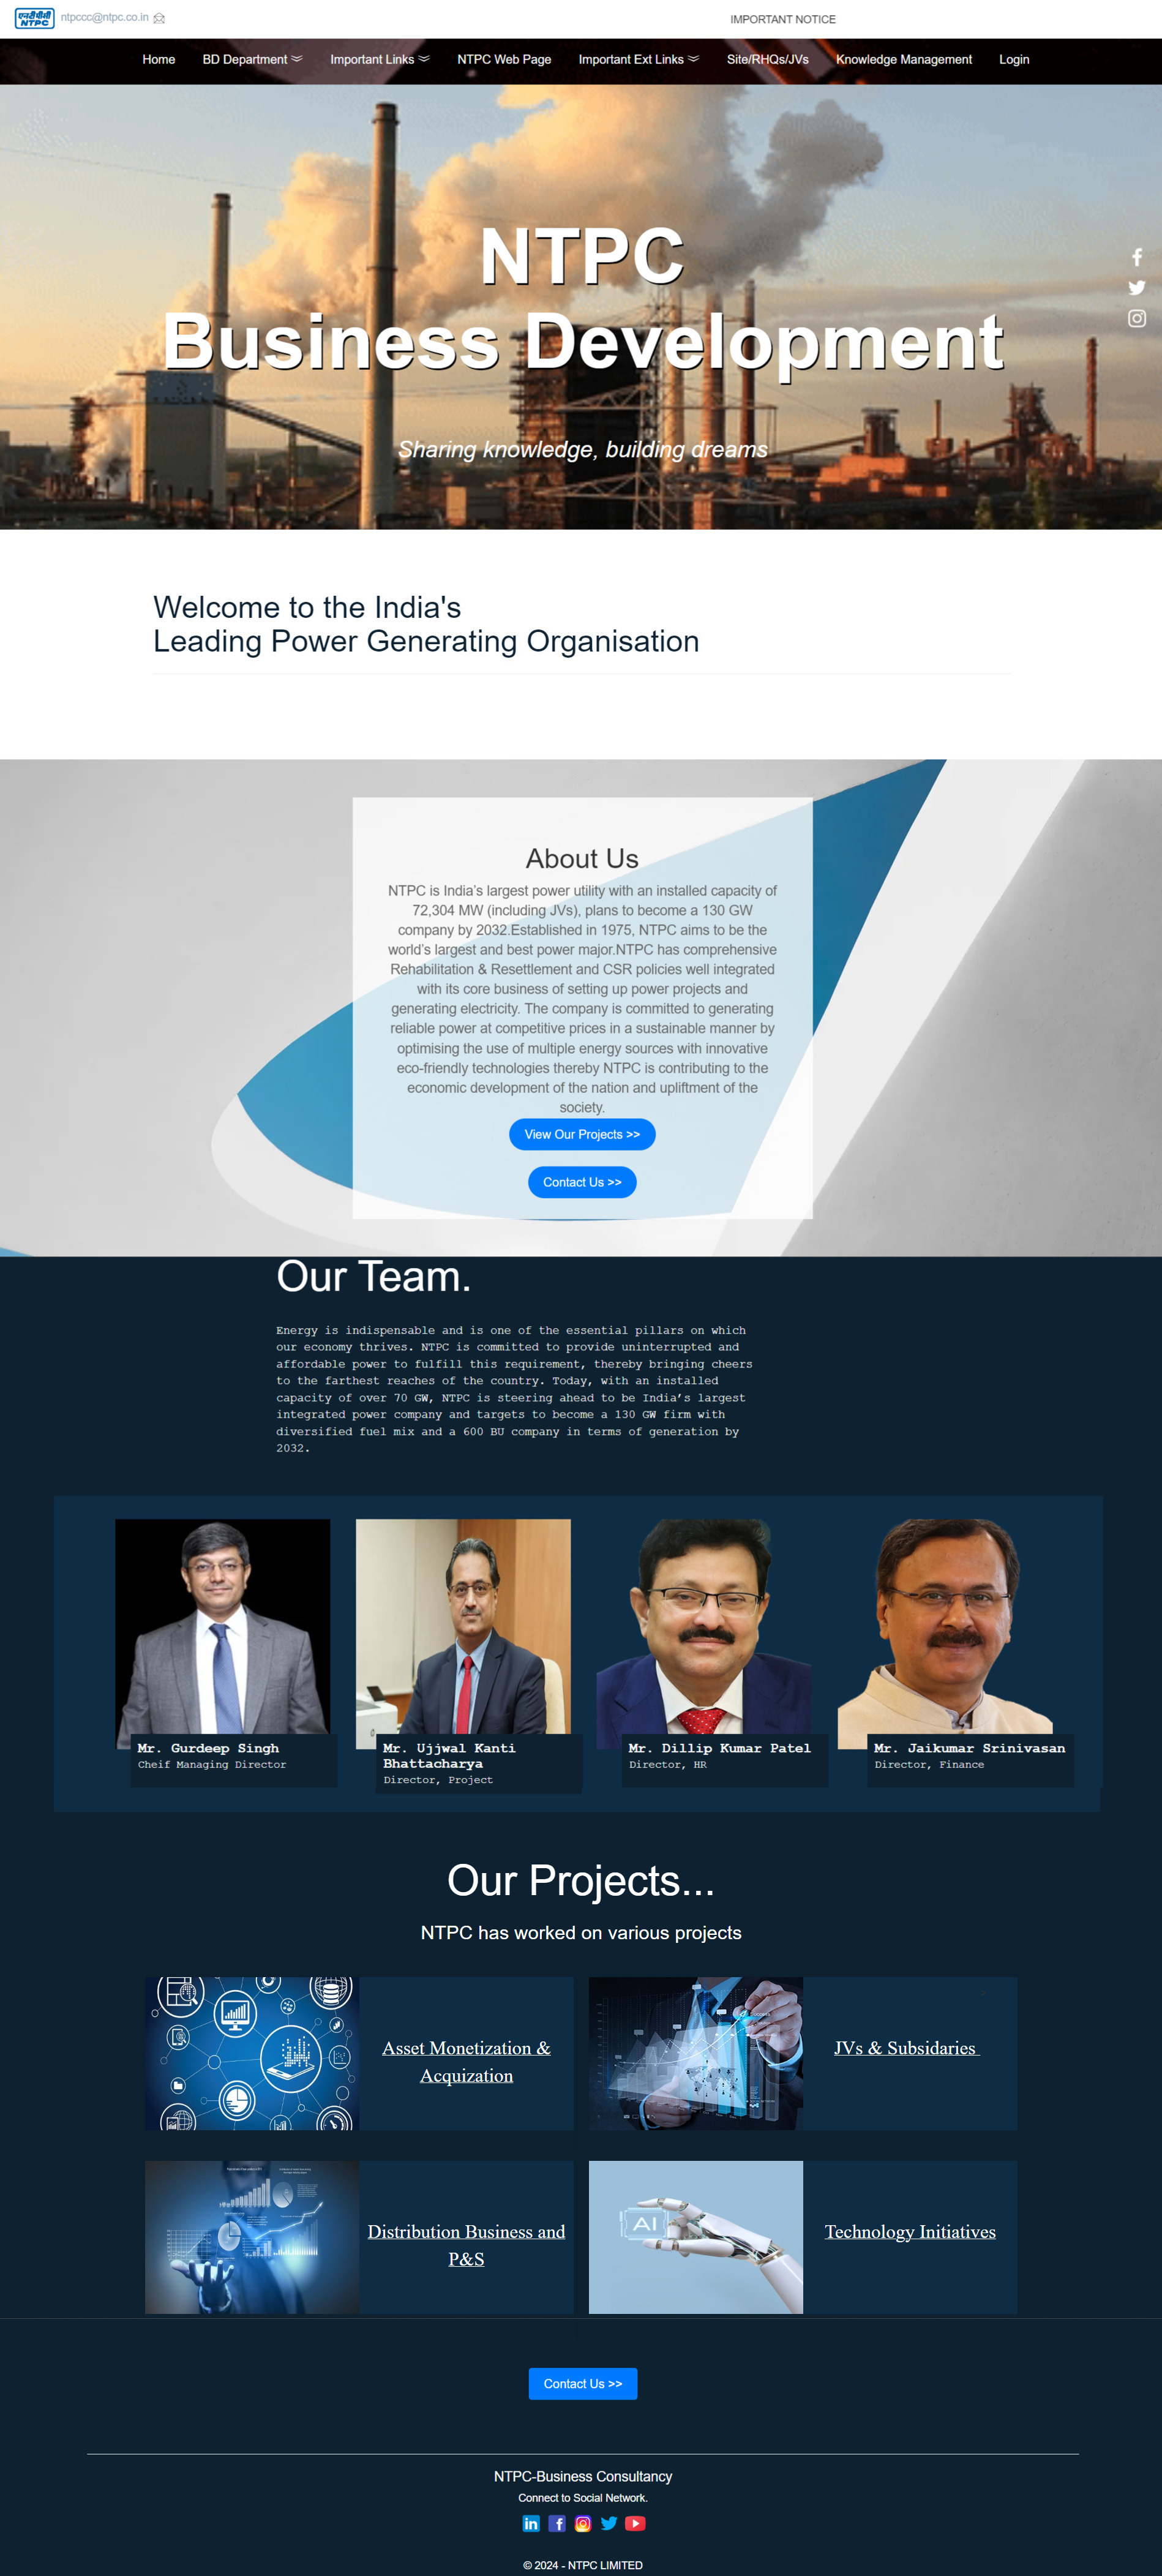 एनटीपीसी
NTPC
ntpccc@ntpc.co.in
IMPORTANT NOTICE
Home BD Department Important Links NTPC Web Page Important Ext Links Site/RHQs/JVs Knowledge Management Login
NTPC
Business Development
Sharing knowledge, building dreams
Welcome to the India's
Leading Power Generating Organisation
About Us
NTPC is India's largest power utility with an installed capacity of
72,304 MW (including JVs), plans to become a 130 GW
company by 2032.Established in 1975, NTPC aims to be the
world's largest and best power major.NTPC has comprehensive
Rehabilitation & Resettlement and CSR policies well integrated
with its core business of setting up power projects and
generating electricity. The company is committed to generating
reliable power at competitive prices in a sustainable manner by
optimising the use of multiple energy sources with innovative
eco-friendly technologies thereby NTPC is contributing to the
economic development of the nation and upliftment of the
society.
View Our Projects >>
Contact Us >>
Our Team.
Energy is indispensable and is one of the essential pillars on which
our economy thrives. NTPC is committed to provide uninterrupted and
affordable power to fulfill this requirement, thereby bringing cheers
to the farthest reaches of the country. Today, with an installed
capacity of over 70 GW, NTPC is steering ahead to be India's largest
integrated power company and targets to become a 130 GW firm with
diversified fuel mix and a 600 BU company in terms of generation by
2032.
Mr. Gurdeep Singh
Cheif Managing Director
Mr. Ujjwal Kanti
Bhattacharya
Director, Project
Mr. Dillip Kumar Patel
Director, HR
Mr. Jaikumar Srinivasan
Director, Finance
Our Projects...
NTPC has worked on various projects
Asset Monetization &
Acquization
JVs & Subsidaries
Distribution Business and
P&S
AI
Technology Initiatives
Contact Us >>
NTPC-Business Consultancy
Connect to Social Network.
© 2024 - NTPC LIMITED